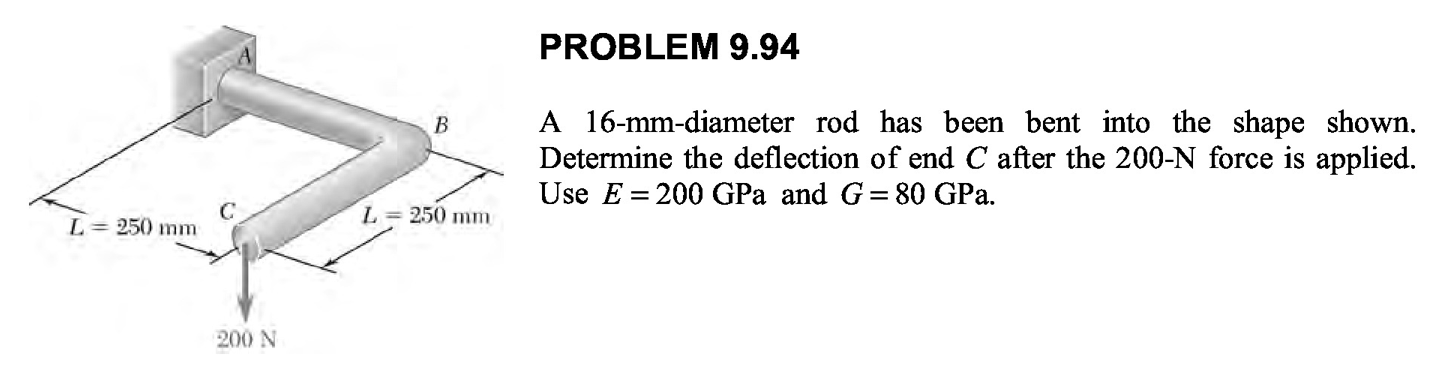 PROBLEM 9.94
A 16-mm-diameter rod has been bent into the shape shown.
Determine the deflection of end C after the 200-N force is applied.
Use E = 200 GPa and G = 80 GPa.
A
B
C
L = 250 mm
L = 250 mm
200 N